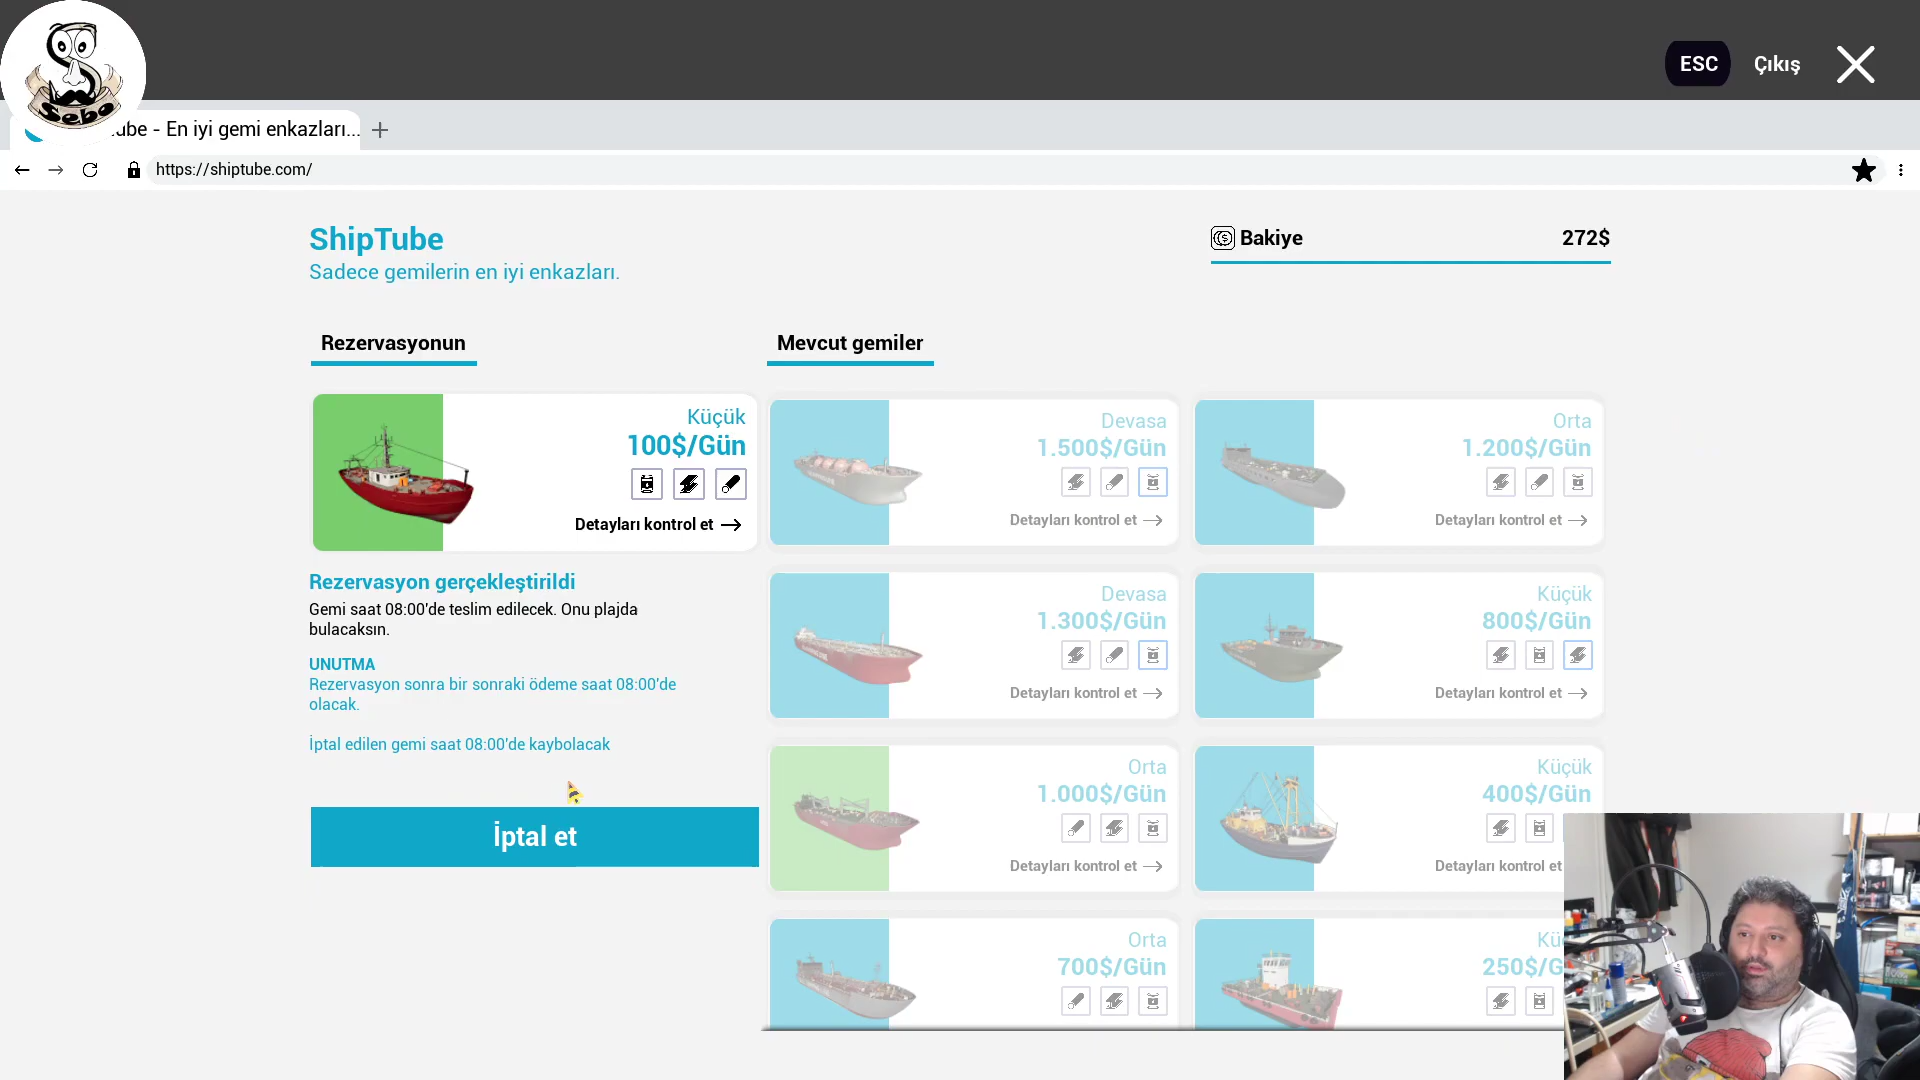 Sebo
ESC
Çıkış
ube - En iyi gemi enkazları...
https://shiptube.com/
ShipTube
Sadece gemilerin en iyi enkazları.
Bakiye
272$
Rezervasyonun
Mevcut gemiler
Küçük
100$/Gün
Detayları kontrol et
Rezervasyon gerçekleştirildi
Gemi saat 08:00'de teslim edilecek. Onu plajda
bulacaksın.
UNUTMA
Rezervasyon sonra bir sonraki ödeme saat 08:00'de
olacak.
İptal edilen gemi saat 08:00'de kaybolacak
İptal et
Devasa
1.500$/Gün
Detayları kontrol et
Orta
1.200$/Gün
Detayları kontrol et
Devasa
1.300$/Gün
Detayları kontrol et
Küçük
800$/Gün
Detayları kontrol et
Orta
1.000$/Gün
Detayları kontrol et
Küçük
400$/Gün
Detayları kontrol et
Orta
700$/Gün
Kü
250$/G